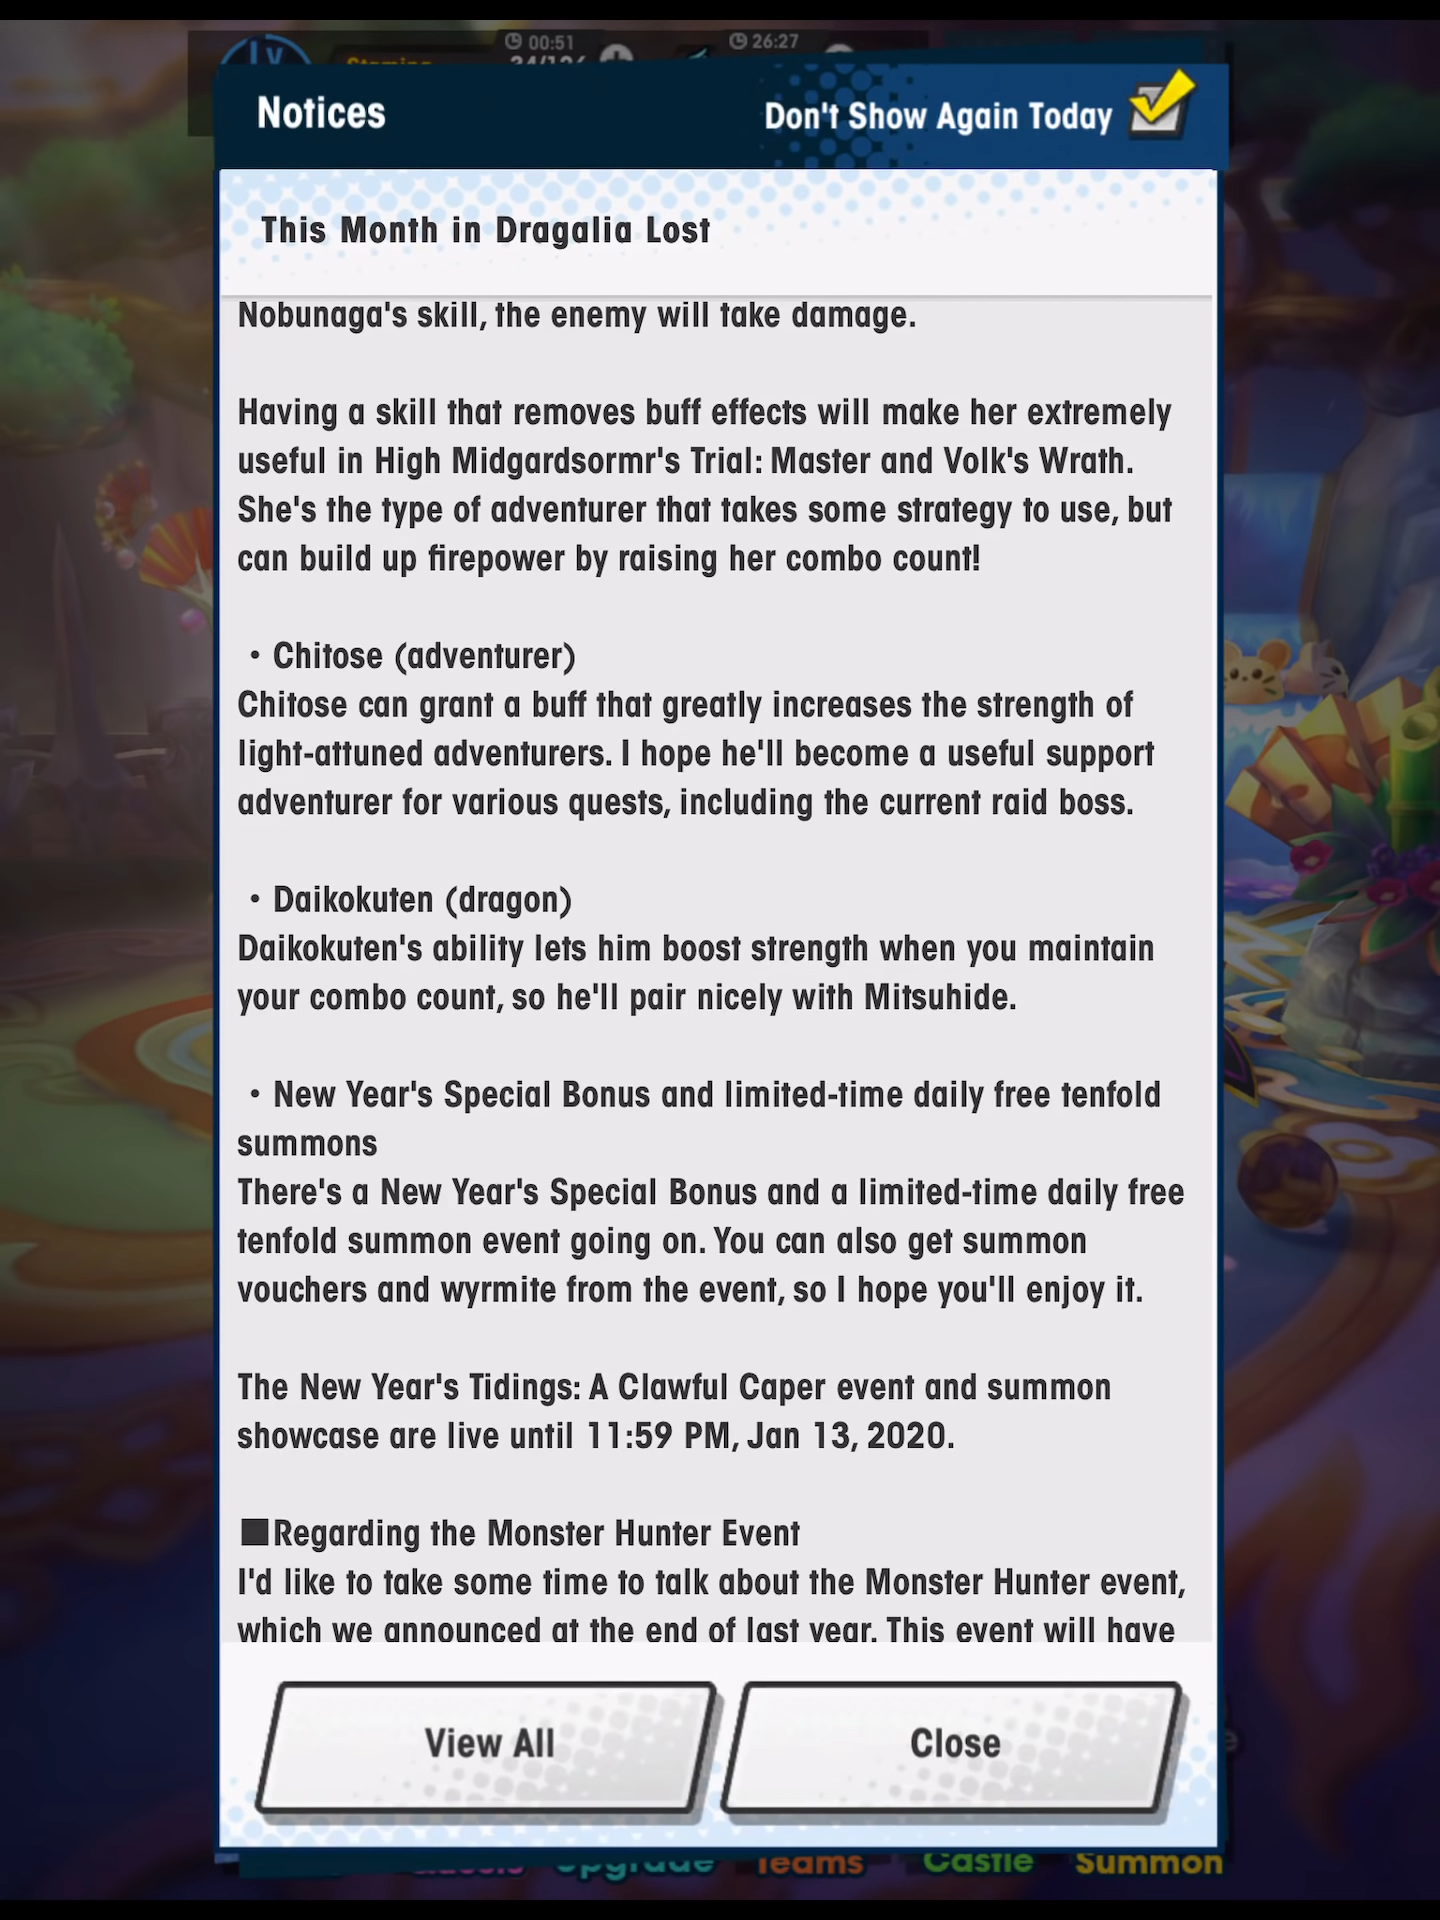 Lv
Stamina
00:51
26:27
Notices
Don't Show Again Today
This Month in Dragalia Lost
Nobunaga's skill, the enemy will take damage.
Having a skill that removes buff effects will make her extremely
useful in High Midgardsormr's Trial: Master and Volk's Wrath.
She's the type of adventurer that takes some strategy to use, but
can build up firepower by raising her combo count!
・Chitose (adventurer)
Chitose can grant a buff that greatly increases the strength of
light-attuned adventurers. I hope he'll become a useful support
adventurer for various quests, including the current raid boss.
・Daikokuten (dragon)
Daikokuten's ability lets him boost strength when you maintain
your combo count, so he'll pair nicely with Mitsuhide.
・New Year's Special Bonus and limited-time daily free tenfold
summons
There's a New Year's Special Bonus and a limited-time daily free
tenfold summon event going on. You can also get summon
vouchers and wyrmite from the event, so I hope you'll enjoy it.
The New Year's Tidings: A Clawful Caper event and summon
showcase are live until 11:59 PM, Jan 13, 2020.
■Regarding the Monster Hunter Event
I'd like to take some time to talk about the Monster Hunter event,
which we announced at the end of last year. This event will have
View All
Close
Quests Upgrade Teams Castle Summon